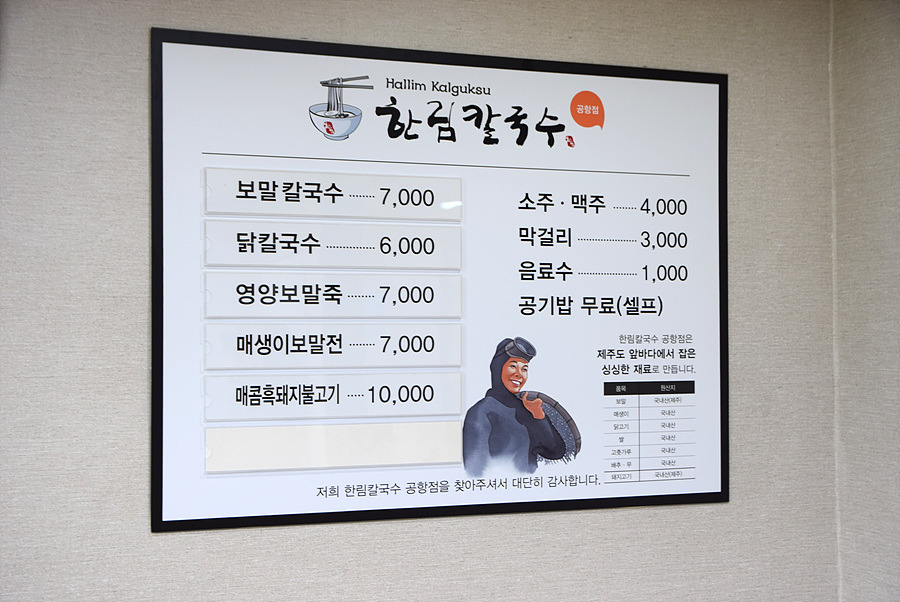 Hallim Kalguksu
한림칼국수
공항점
보말칼국수 ········ 7,000
닭칼국수 ·············· 6,000
영양보말죽 ········ 7,000
매생이보말전 ········ 7,000
매콤흑돼지불고기 ····· 10,000
소주 · 맥주 ········ 4,000
막걸리 ················· 3,000
음료수 ················· 1,000
공기밥 무료(셀프)
한림칼국수 공항점은
제주도 앞바다에서 잡은
싱싱한 재료로 만듭니다.
품목 원산지
보말 국내산(제주)
매생이 국내산
닭고기 국내산
쌀 국내산
고춧가루 국내산
배추 · 무 국내산
돼지고기 국내산(제주)
저희 한림칼국수 공항점을 찾아주셔서 대단히 감사합니다.